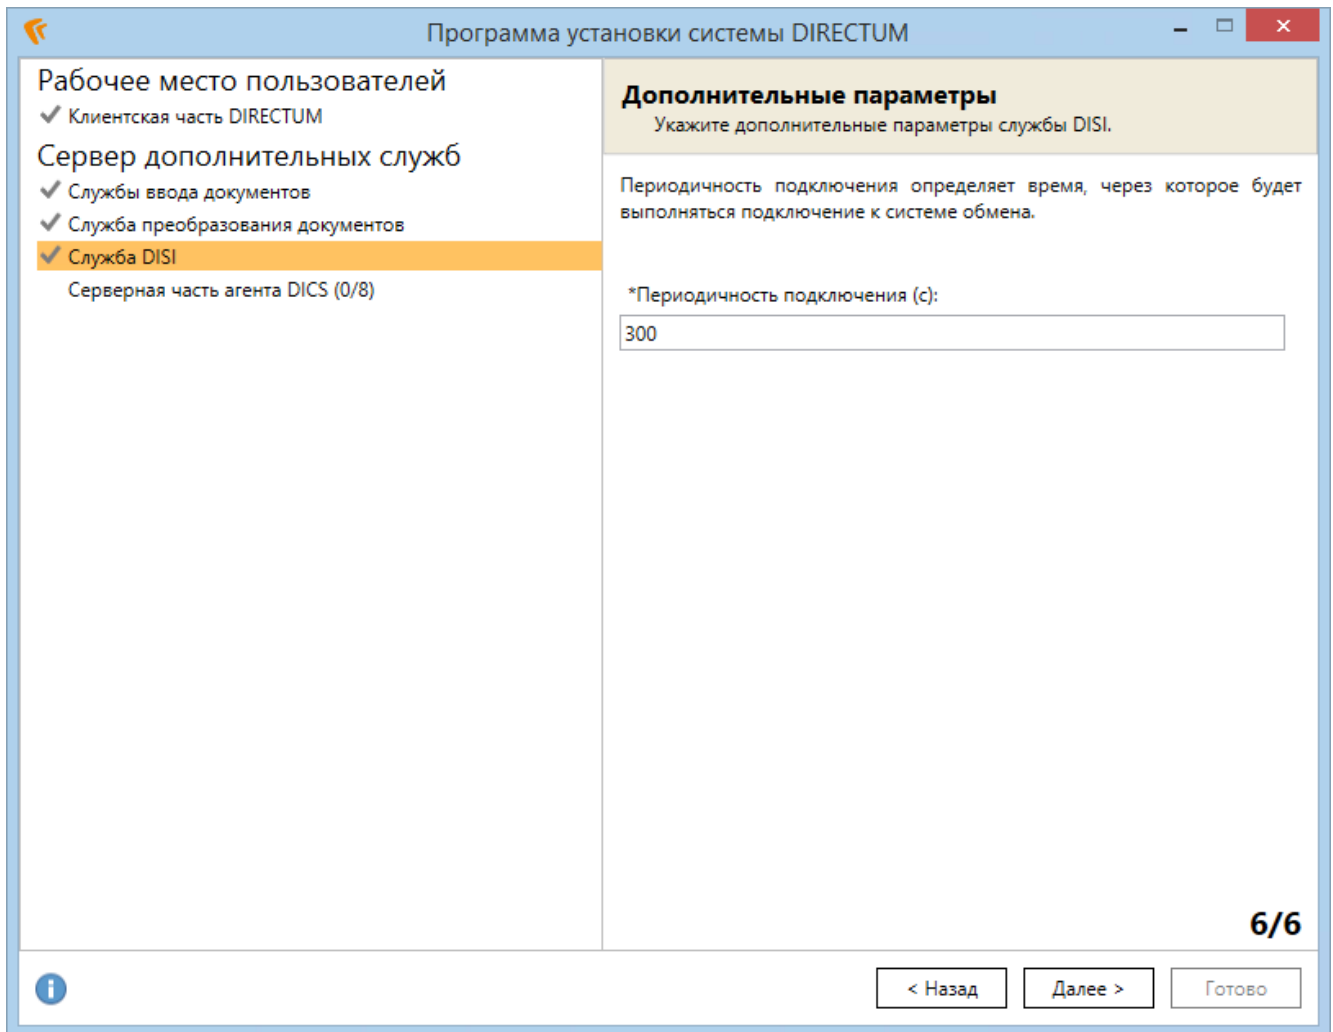 Программа установки системы DIRECTUM
Рабочее место пользователей
Клиентская часть DIRECTUM
Сервер дополнительных служб
Службы ввода документов
Служба преобразования документов
Служба DISI
Серверная часть агента DICS (0/8)
Дополнительные параметры
Укажите дополнительные параметры службы DISI.
Периодичность подключения определяет время, через которое будет
выполняться подключение к системе обмена.
*Периодичность подключения (с):
300
6/6
< Назад
Далее >
Готово